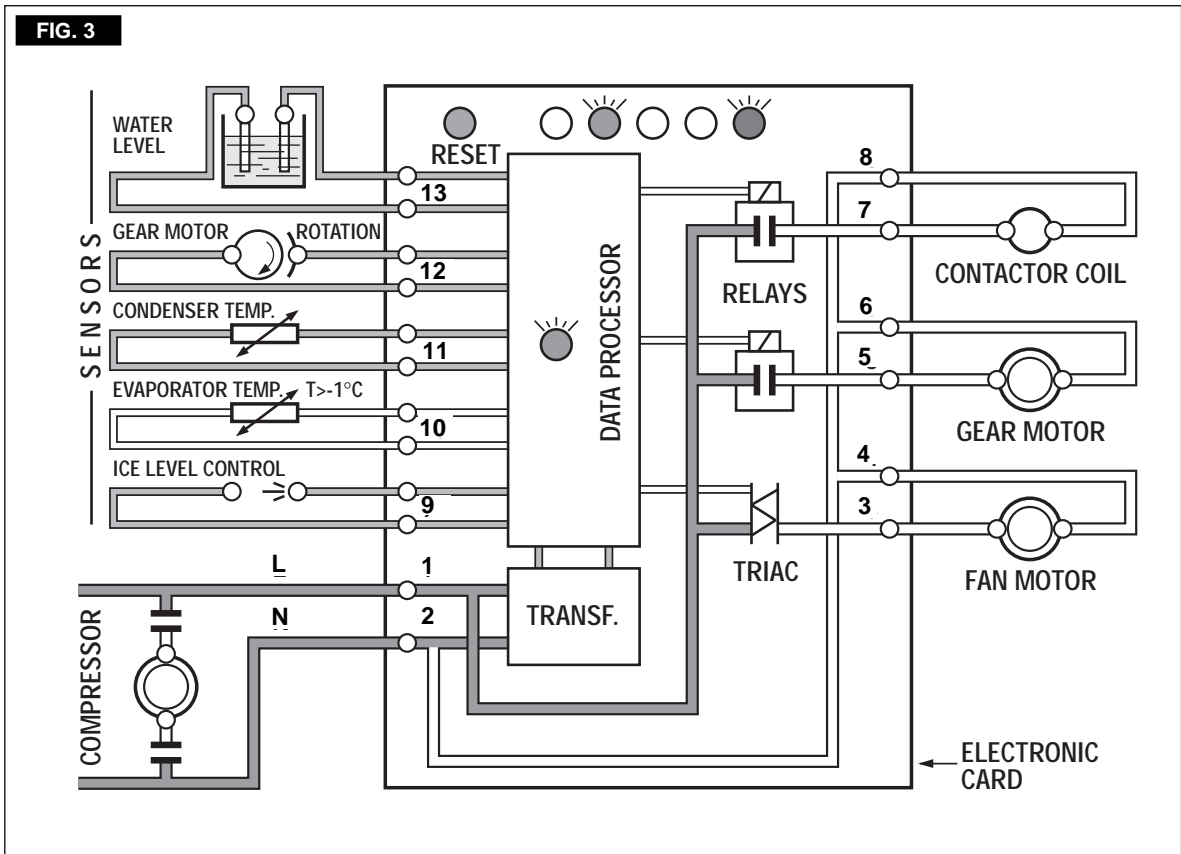 FIG. 3
WATER
LEVEL
RESET
13
GEAR MOTOR
ROTATION
12
CONDENSER TEMP.
11
EVAPORATOR TEMP. T>-1°C
10
ICE LEVEL CONTROL
9
SENSORS
DATA PROCESSOR
RELAYS
TRIAC
8
7
CONTACTOR COIL
6
5
GEAR MOTOR
4
3
FAN MOTOR
L
1
N
2
TRANSF.
COMPRESSOR
ELECTRONIC
CARD